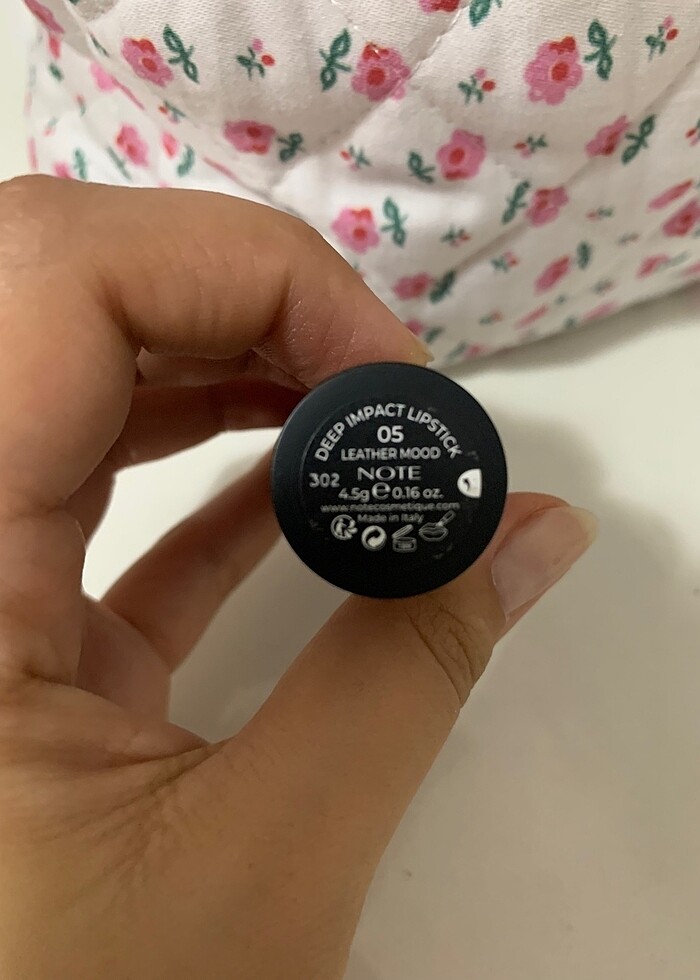 DEEP IMPACT LIPSTICK
05
LEATHER MOOD
302 NOTE
4.5g e 0.16 oz.
www.notecosmetique.com
Made in Italy